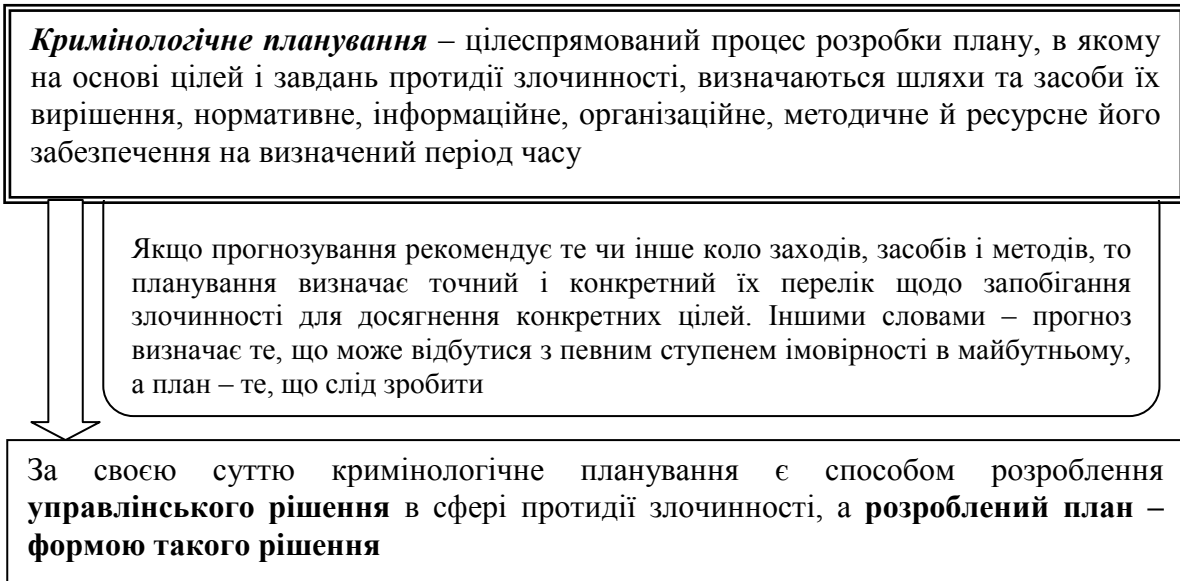 Кримінологічне планування – цілеспрямований процес розробки плану, в якому
на основі цілей і завдань протидії злочинності, визначаються шляхи та засоби їх
вирішення, нормативне, інформаційне, організаційне, методичне й ресурсне його
забезпечення на визначений період часу
Якщо прогнозування рекомендує те чи інше коло заходів, засобів і методів, то
планування визначає точний і конкретний їх перелік щодо запобігання
злочинності для досягнення конкретних цілей. Іншими словами – прогноз
визначає те, що може відбутися з певним ступенем імовірності в майбутньому,
а план – те, що слід зробити
За своєю суттю кримінологічне планування є способом розроблення
управлінського рішення в сфері протидії злочинності, а розроблений план –
формою такого рішення